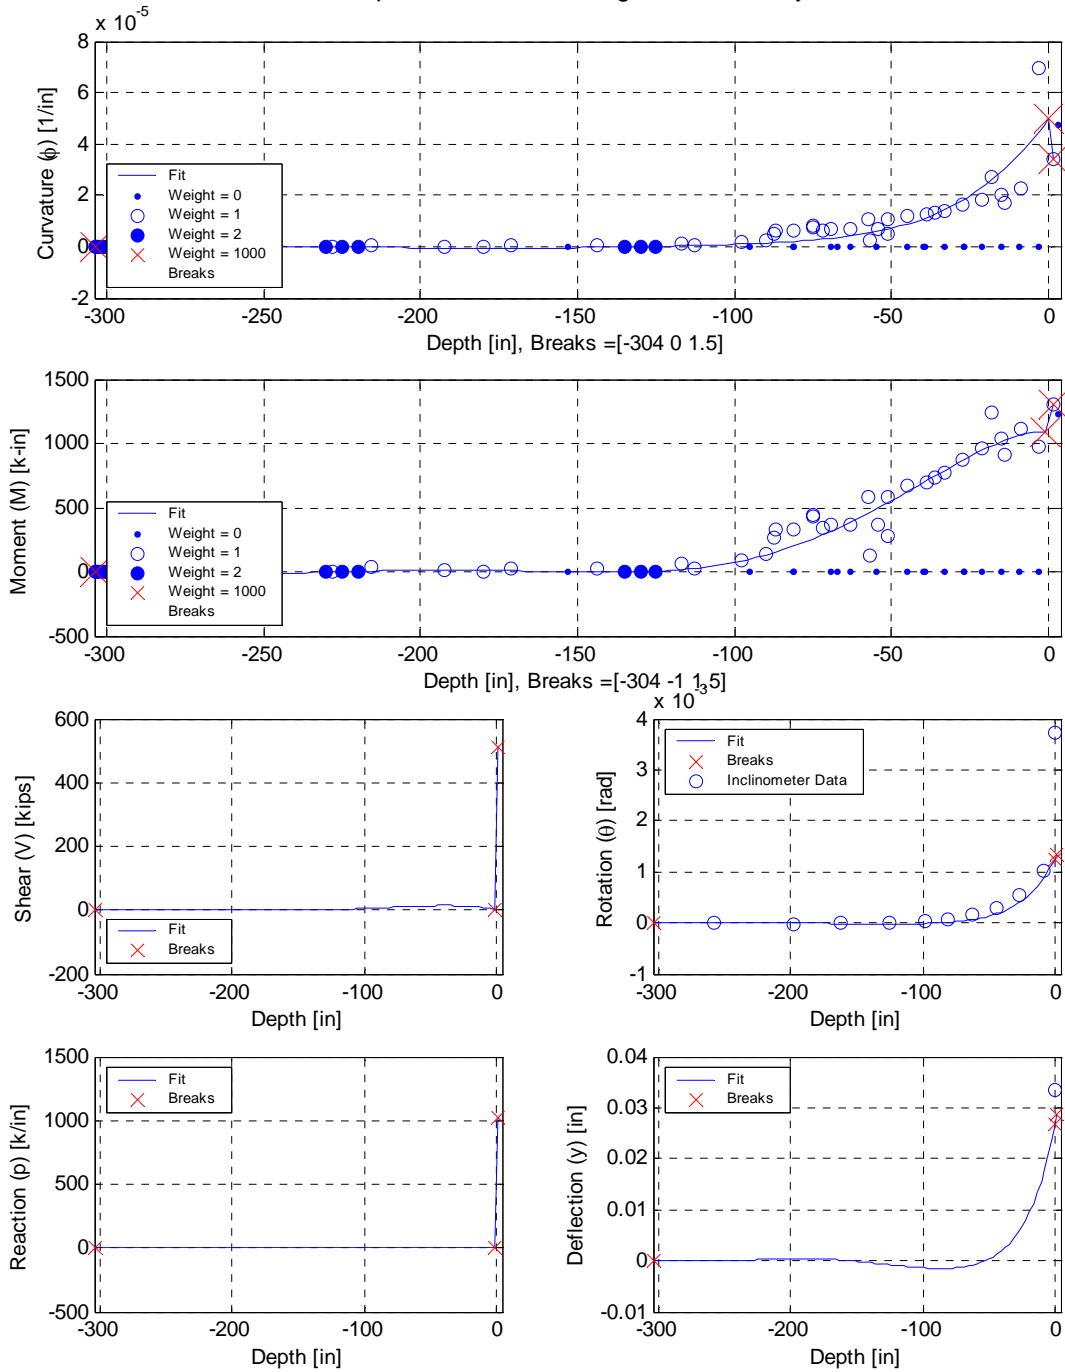 x 10^-5
8
6
4
2
0
-2
Curvature (ϕ) [1/in]
Fit
Weight = 0
Weight = 1
Weight = 2
Weight = 1000
Breaks
-300 -250 -200 -150 -100 -50 0
Depth [in], Breaks =[-304 0 1.5]
1500
1000
500
0
-500
Moment (M) [k-in]
Fit
Weight = 0
Weight = 1
Weight = 2
Weight = 1000
Breaks
-300 -250 -200 -150 -100 -50 0
Depth [in], Breaks =[-304 -1 1.5]
600
400
200
0
-200
Shear (V) [kips]
Fit
Breaks
-300 -200 -100 0
Depth [in]
x 10^-3
4
3
2
1
0
-1
Rotation (θ) [rad]
Fit
Breaks
Inclinometer Data
-300 -200 -100 0
Depth [in]
1500
1000
500
0
-500
Reaction (p) [k/in]
Fit
Breaks
-300 -200 -100 0
Depth [in]
0.04
0.03
0.02
0.01
0
-0.01
Deflection (y) [in]
Fit
Breaks
-300 -200 -100 0
Depth [in]